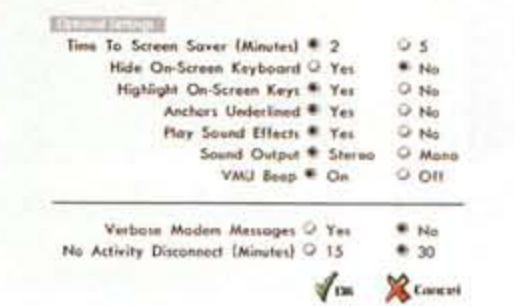 Optional Settings
Time To Screen Saver (Minutes) 2 5
Hide On-Screen Keyboard Yes No
Highlight On-Screen Keys Yes No
Anchors Underlined Yes No
Play Sound Effects Yes No
Sound Output Stereo Mono
VMU Beep On Off
Verbose Modem Messages Yes No
No Activity Disconnect (Minutes) 15 30
OK Cancel